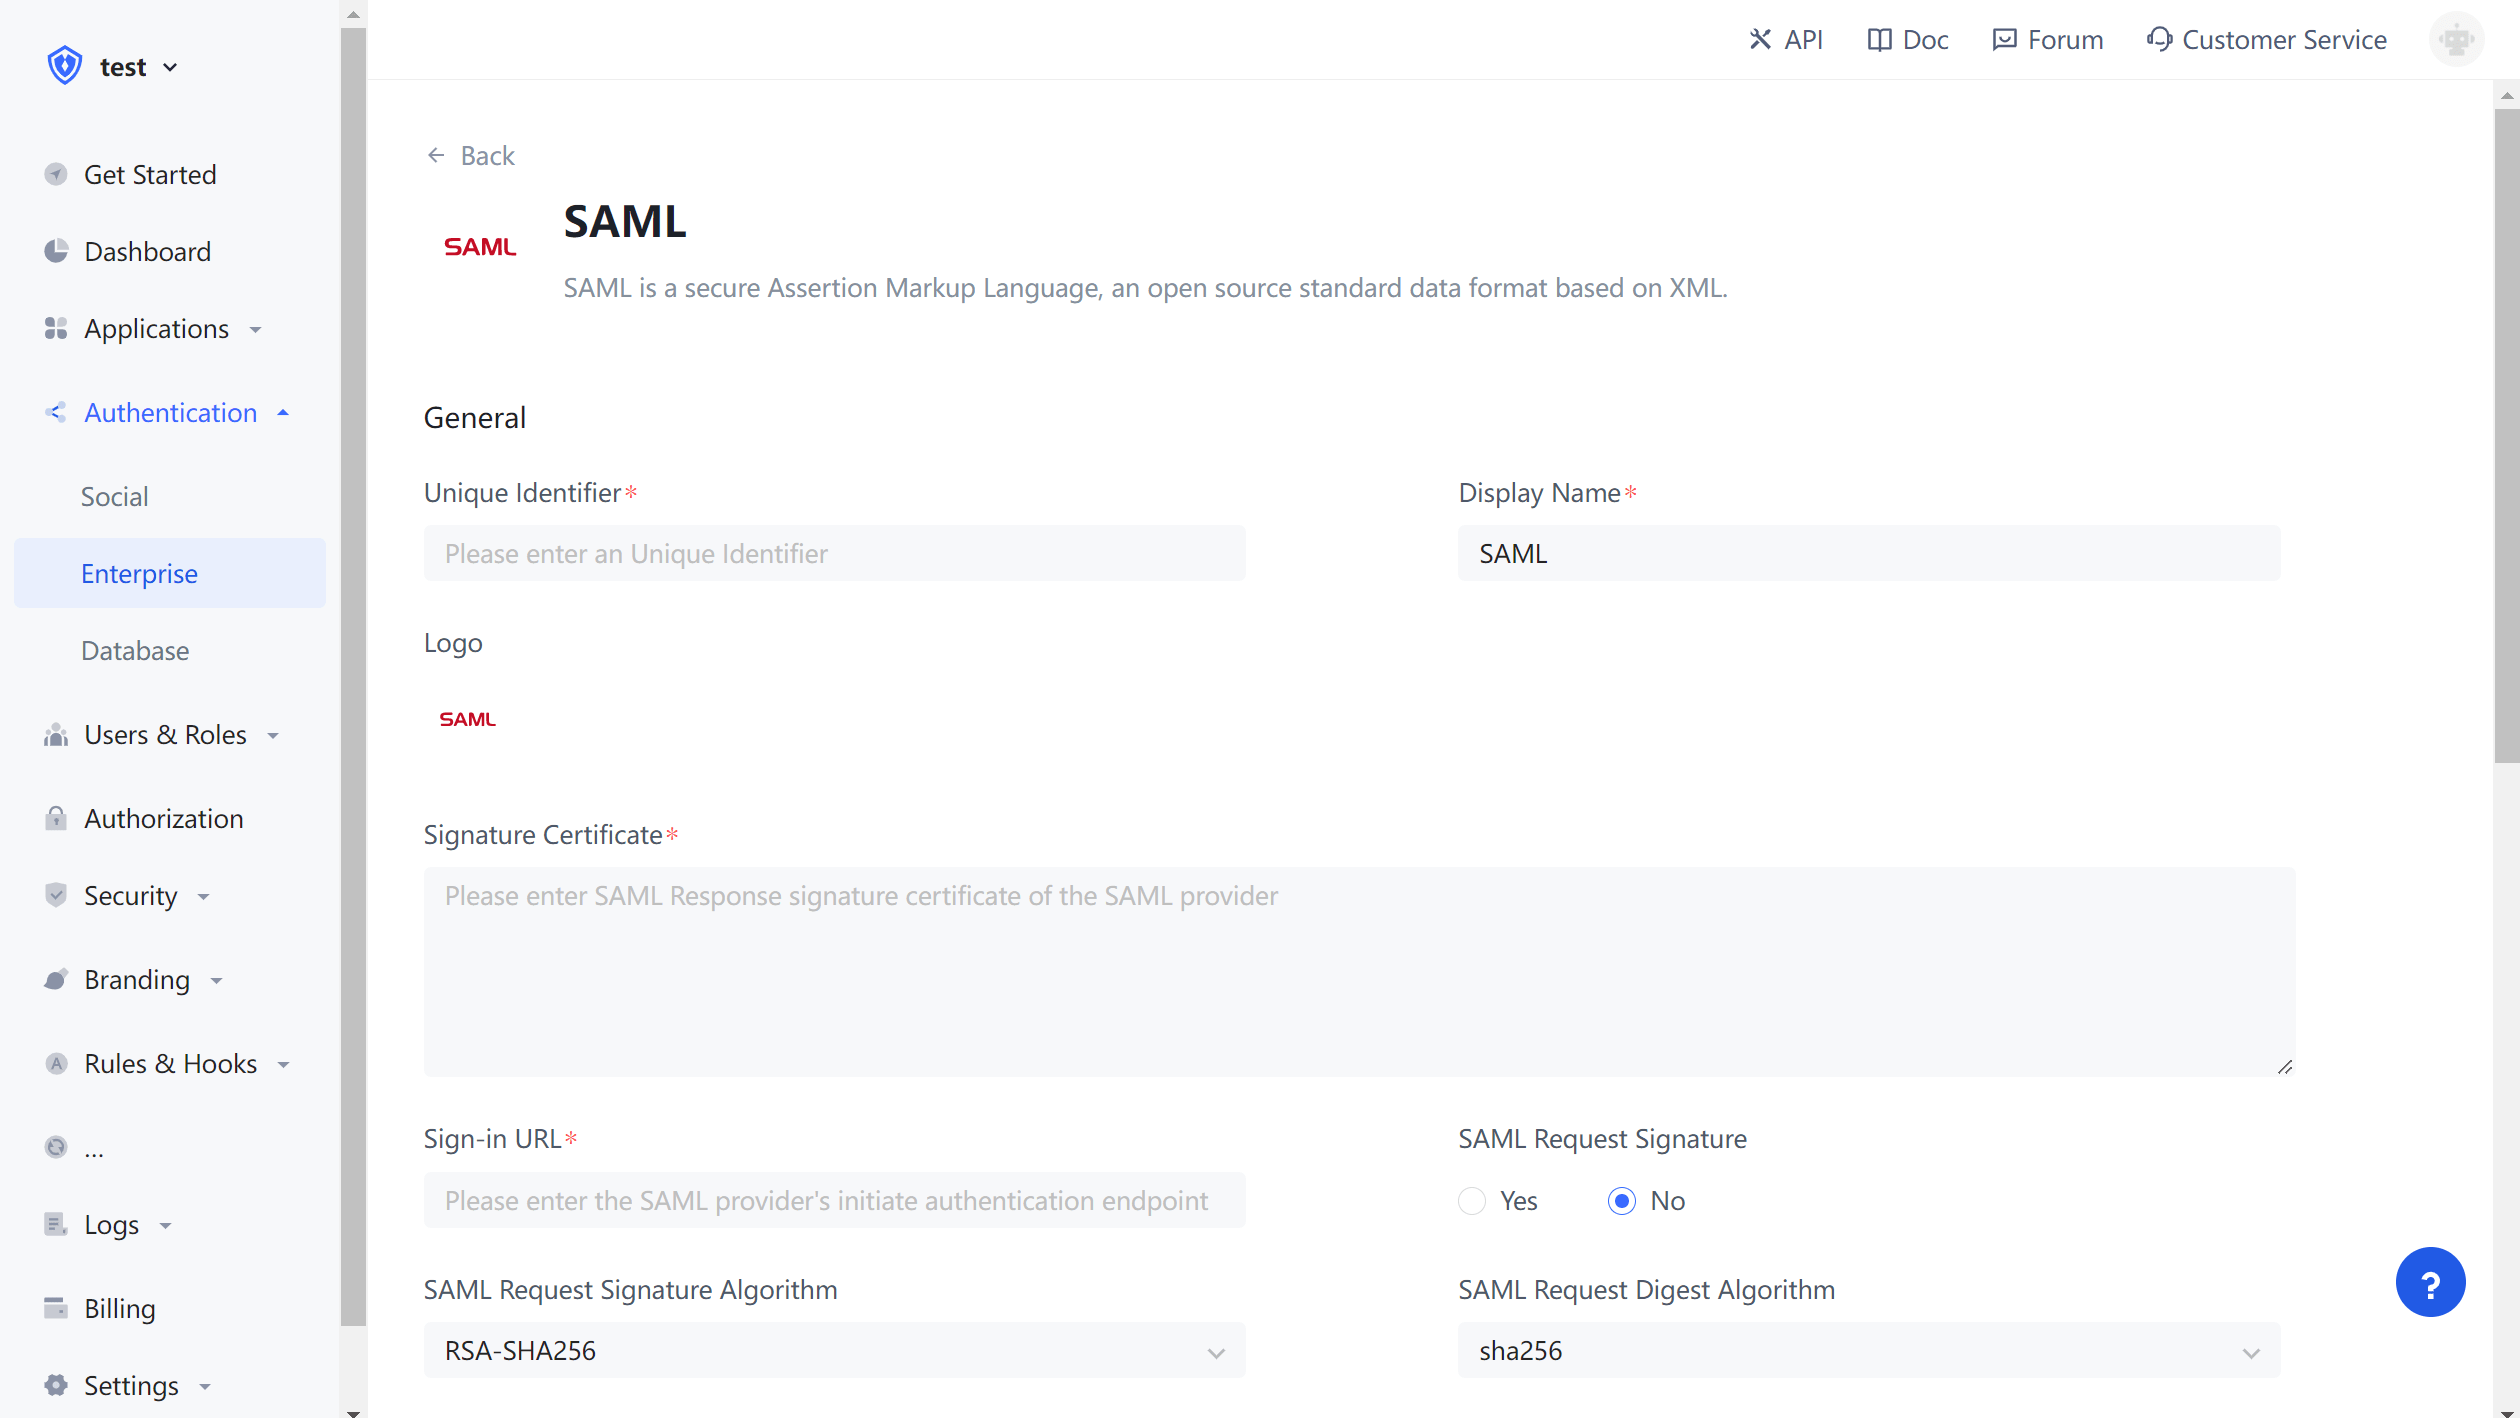 test
API
Doc
Forum
Customer Service
Get Started
Dashboard
Applications
Authentication
Social
Enterprise
Database
Users & Roles
Authorization
Security
Branding
Rules & Hooks
...
Logs
Billing
Settings
Back
SAML
SAML
SAML is a secure Assertion Markup Language, an open source standard data format based on XML.
General
Unique Identifier*
Please enter an Unique Identifier
Display Name*
SAML
Logo
SAML
Signature Certificate*
Please enter SAML Response signature certificate of the SAML provider
Sign-in URL*
Please enter the SAML provider's initiate authentication endpoint
SAML Request Signature
Yes
No
SAML Request Signature Algorithm
RSA-SHA256
SAML Request Digest Algorithm
sha256
?